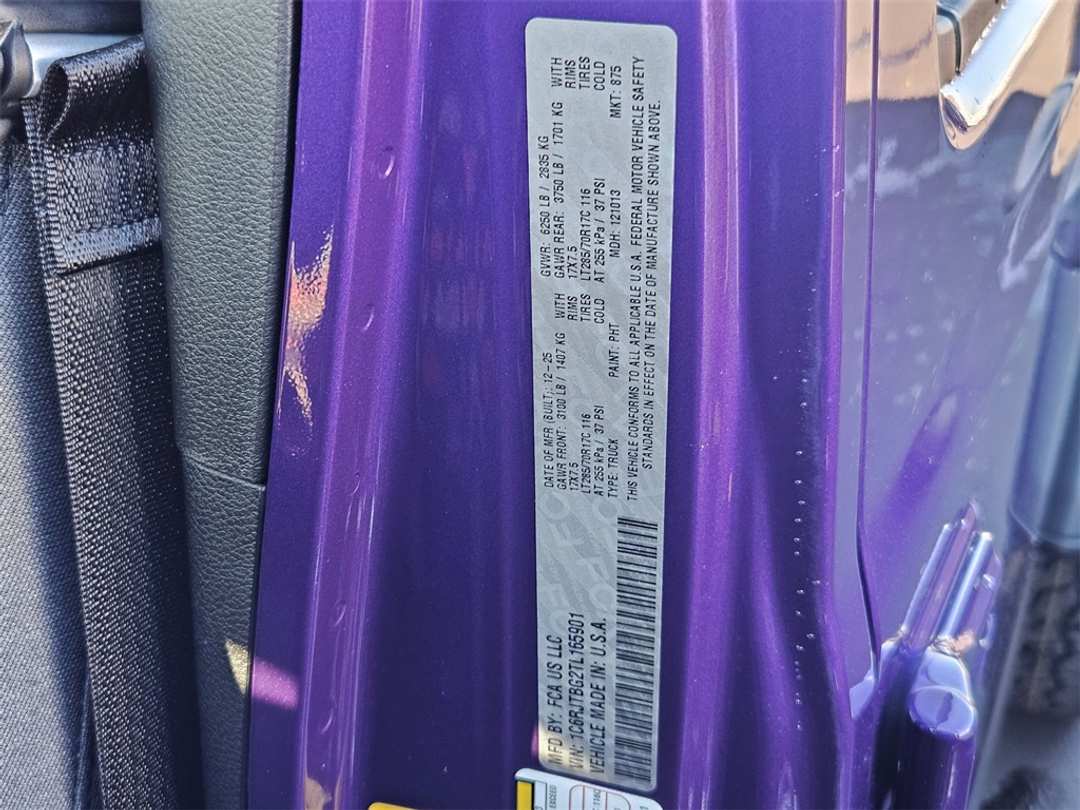 MFD BY: FCA US LLC
VIN: 1C6RJTBG2TL165901
VEHICLE MADE IN: U.S.A.
DATE OF MFR (BUILT): 12-25 GVWR: 6250 LB / 2835 KG
GAWR FRONT: 3100 LB / 1407 KG WITH GAWR REAR: 3750 LB / 1701 KG WITH
17X7.5 RIMS 17X7.5 RIMS
LT285/70R17C 116 TIRES LT285/70R17C 116 TIRES
AT 255 kPa / 37 PSI COLD AT 255 kPa / 37 PSI COLD
TYPE: TRUCK PAINT: PHT MDH: 121013 MKT: 875
THIS VEHICLE CONFORMS TO ALL APPLICABLE U.S.A. FEDERAL MOTOR VEHICLE SAFETY
STANDARDS IN EFFECT ON THE DATE OF MANUFACTURE SHOWN ABOVE.
EXCEED